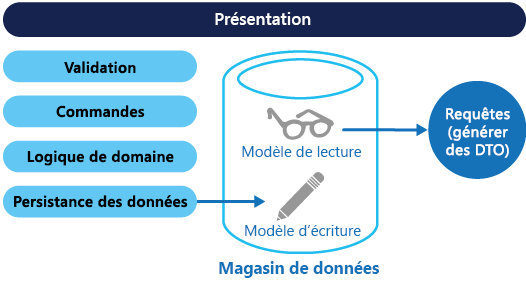 Présentation
Validation
Commandes
Logique de domaine
Persistance des données
Modèle de lecture
Modèle d'écriture
Magasin de données
Requêtes
(générer
des DTO)